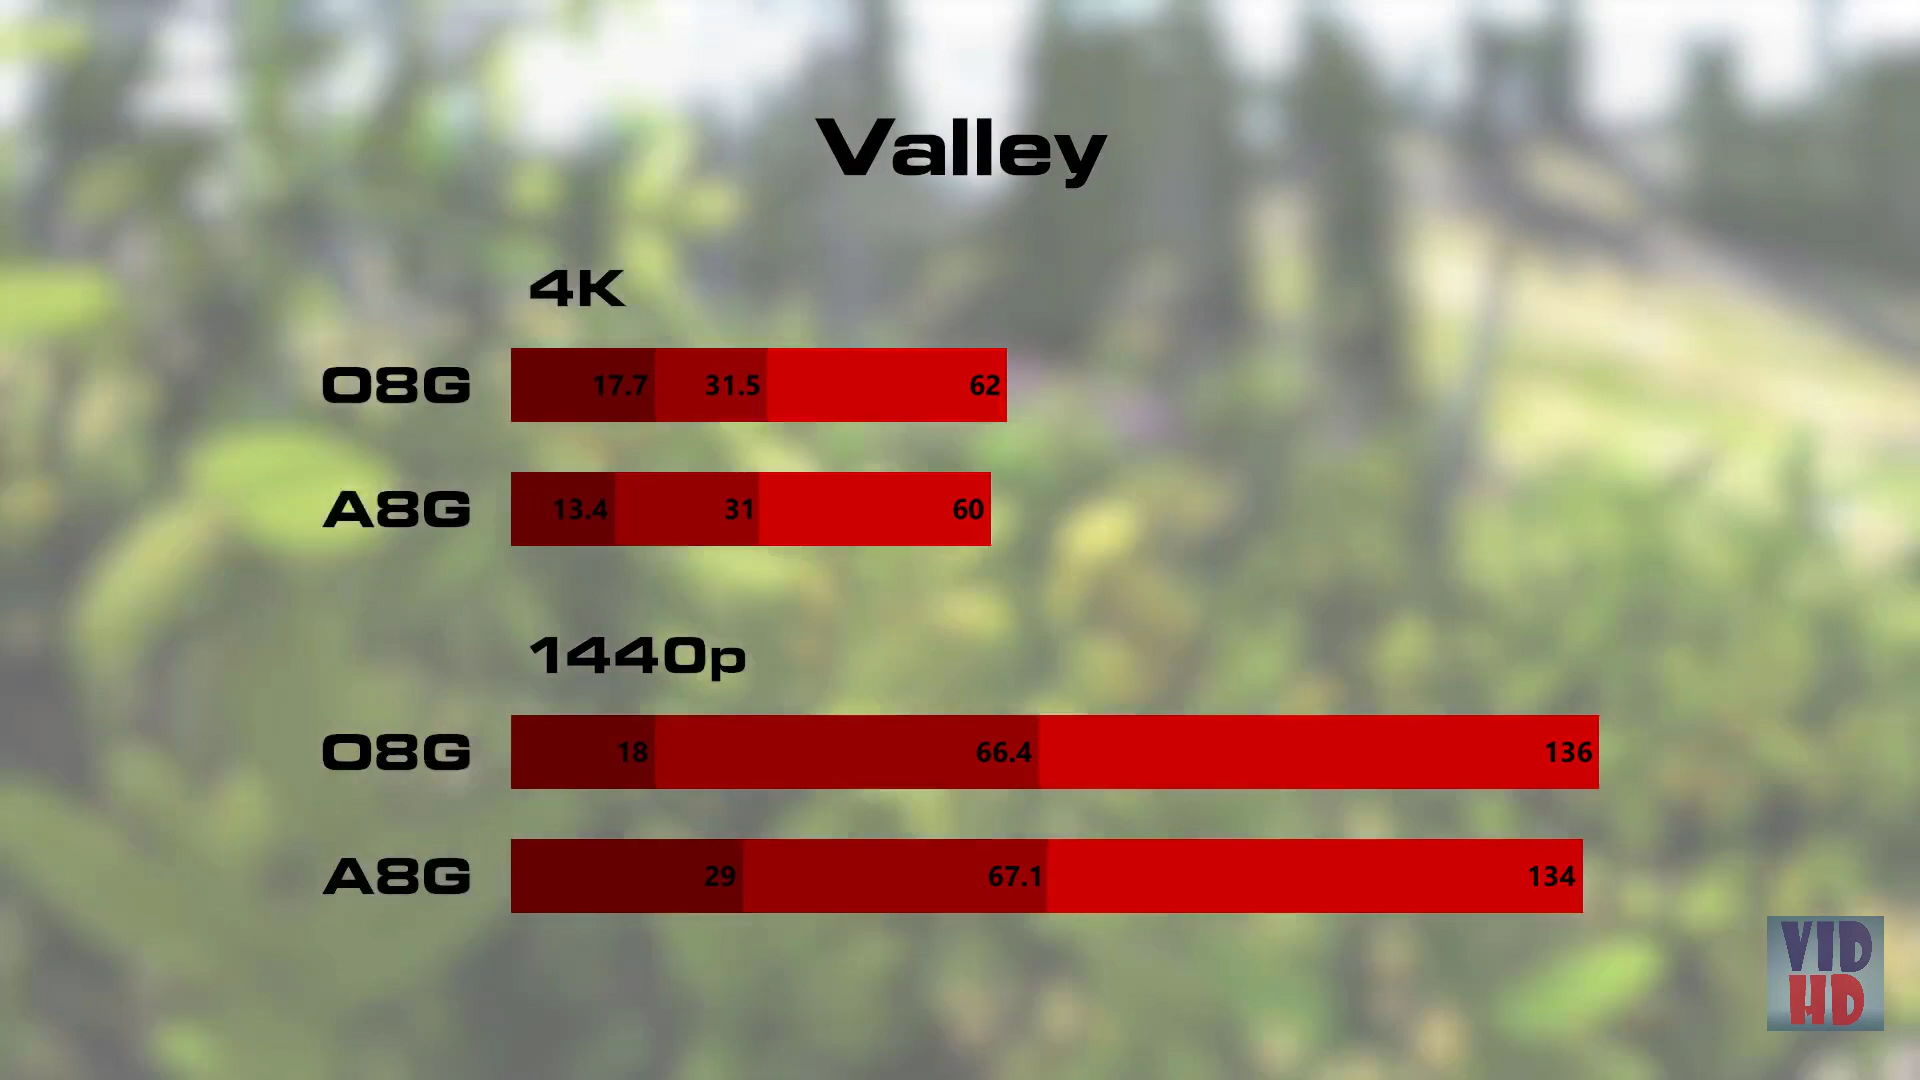 Valley
4K
O8G 17.7 31.5 62
A8G 13.4 31 60
1440p
O8G 18 66.4 136
A8G 29 67.1 134
VID
HD